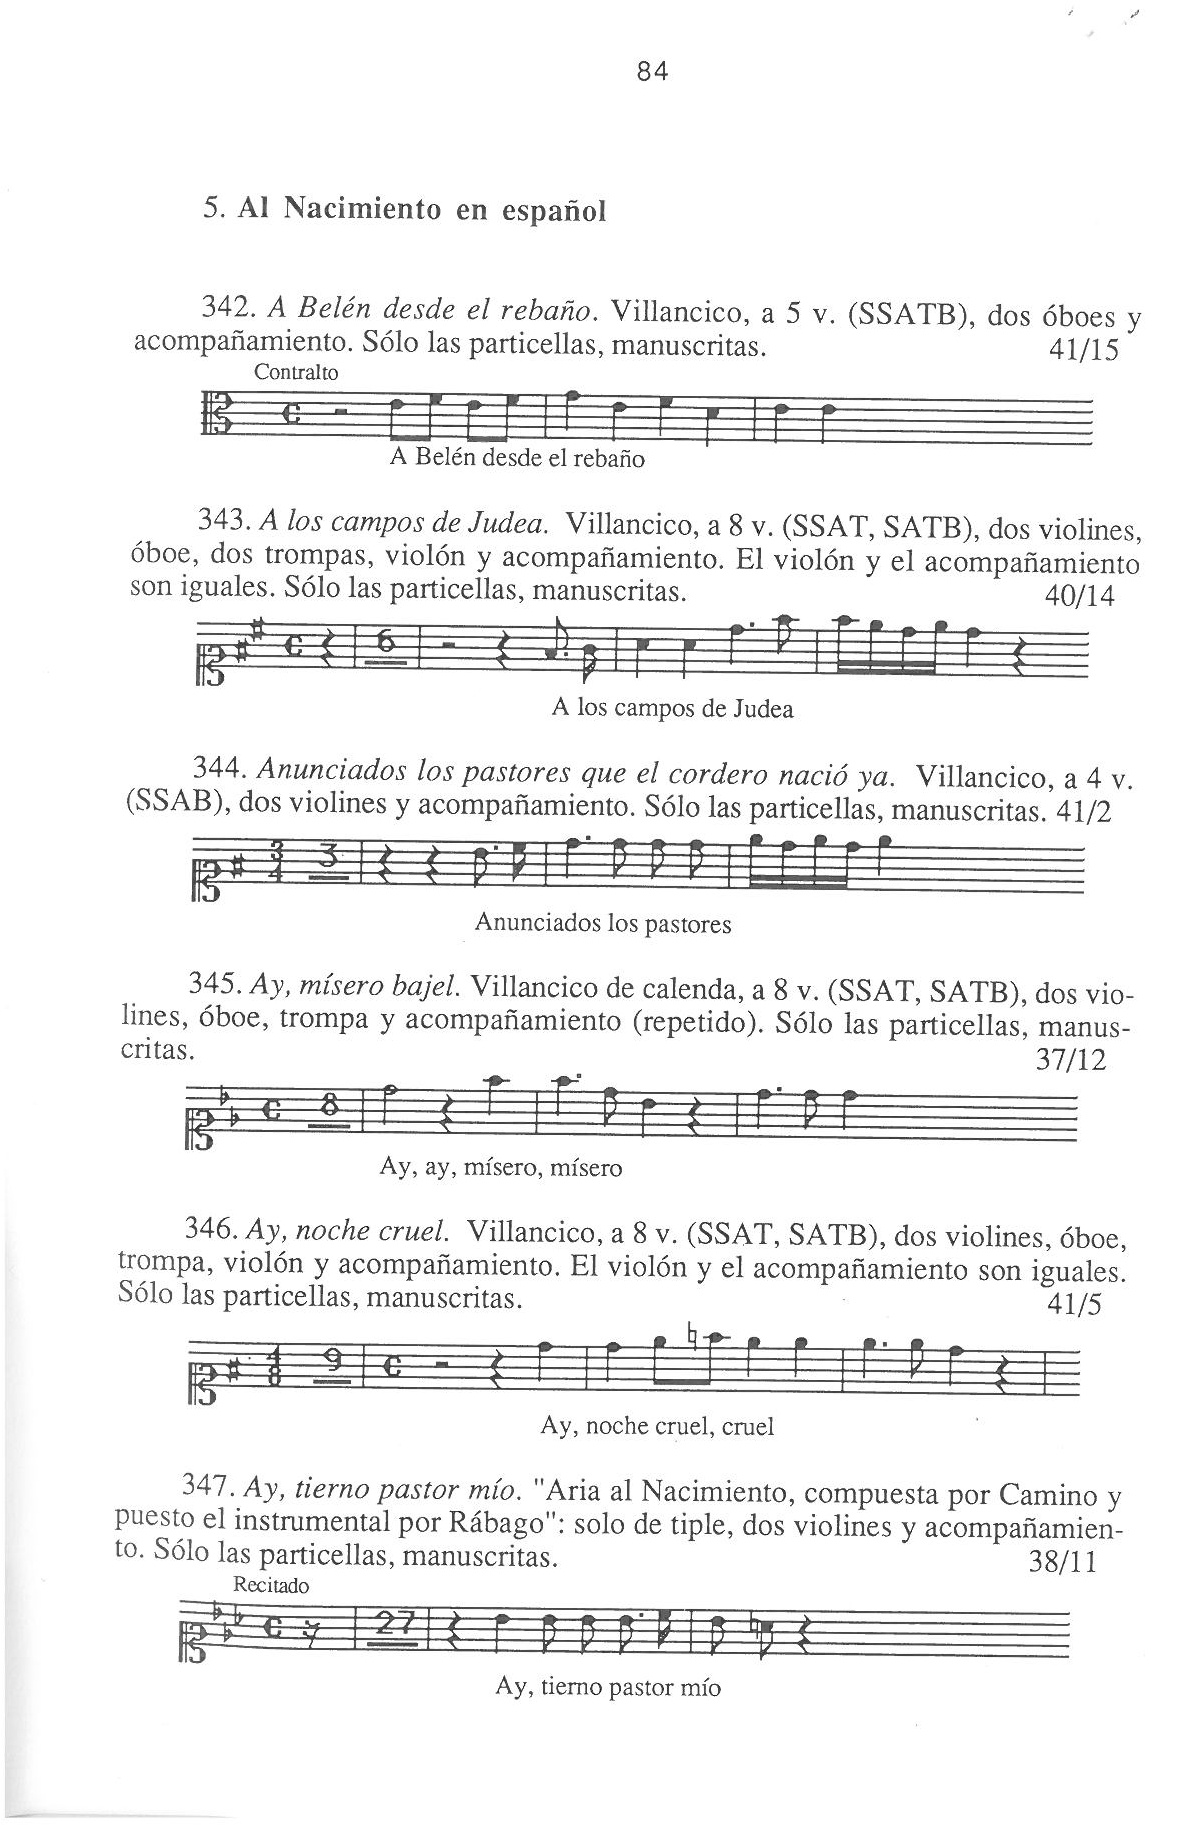 84
5. Al Nacimiento en español
342. A Belén desde el rebaño. Villancico, a 5 v. (SSATB), dos óboes y
acompañamiento. Sólo las particellas, manuscritas. 41/15
Contralto
A Belén desde el rebaño
343. A los campos de Judea. Villancico, a 8 v. (SSAT, SATB), dos violines,
óboe, dos trompas, violón y acompañamiento. El violón y el acompañamiento
son iguales. Sólo las particellas, manuscritas. 40/14
6
A los campos de Judea
344. Anunciados los pastores que el cordero nació ya. Villancico, a 4 v.
(SSAB), dos violines y acompañamiento. Sólo las particellas, manuscritas. 41/2
3 4 3
Anunciados los pastores
345. Ay, mísero bajel. Villancico de calenda, a 8 v. (SSAT, SATB), dos vio-
lines, óboe, trompa y acompañamiento (repetido). Sólo las particellas, manus-
critas. 37/12
8
Ay, ay, mísero, mísero
346. Ay, noche cruel. Villancico, a 8 v. (SSAT, SATB), dos violines, óboe,
trompa, violón y acompañamiento. El violón y el acompañamiento son iguales.
Sólo las particellas, manuscritas. 41/5
4 8 9
Ay, noche cruel, cruel
347. Ay, tierno pastor mío. "Aria al Nacimiento, compuesta por Camino y
puesto el instrumental por Rábago": solo de tiple, dos violines y acompañamien-
to. Sólo las particellas, manuscritas. 38/11
Recitado
27
Ay, tierno pastor mío